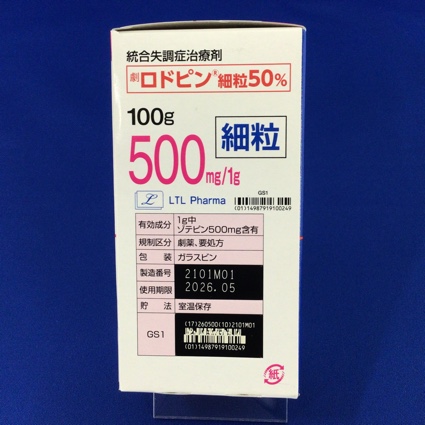 統合失調症治療剤
劇 ロドピン® 細粒50%
100g
細粒
500mg/1g
L LTL Pharma
GS1
(01)14987919100249
有効成分 1g中
ゾテピン500mg含有
規制区分 劇薬、要処方
包装 ガラスビン
製造番号 2101M01
使用期限 2026.05
貯法 室温保存
GS1
(17)260500(10)2101M01
(01)14987919100249
紙